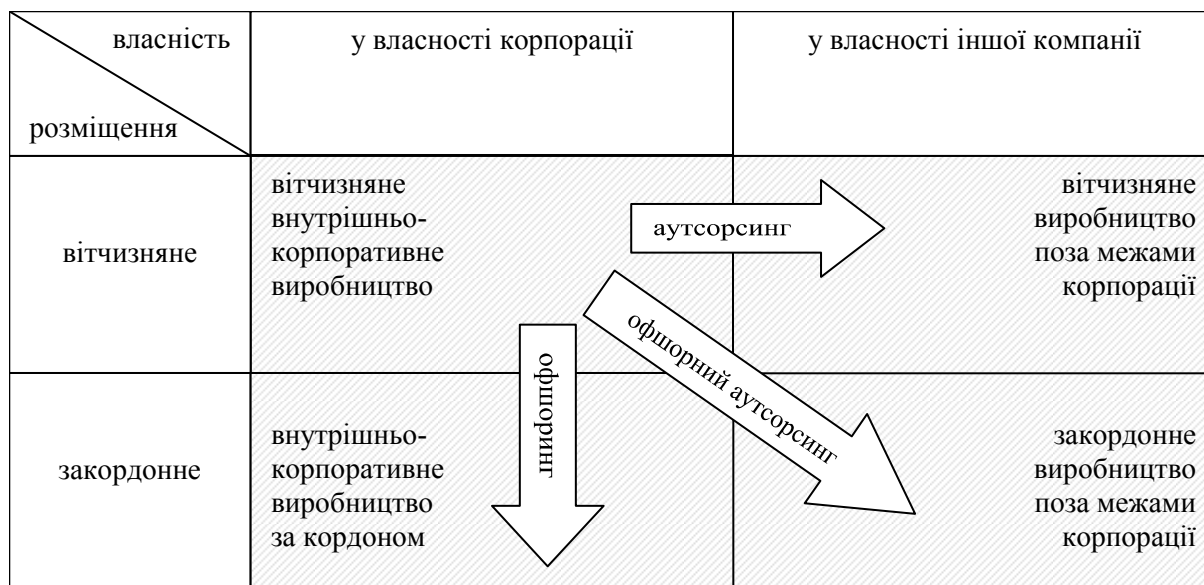 власність
розміщення
у власності корпорації
у власності іншої компанії
вітчизняне
вітчизняне
внутрішньо-
корпоративне
виробництво
аутсорсинг
вітчизняне
виробництво
поза межами
корпорації
офшорний аутсорсинг
офшоринг
закордонне
внутрішньо-
корпоративне
виробництво
за кордоном
закордонне
виробництво
поза межами
корпорації